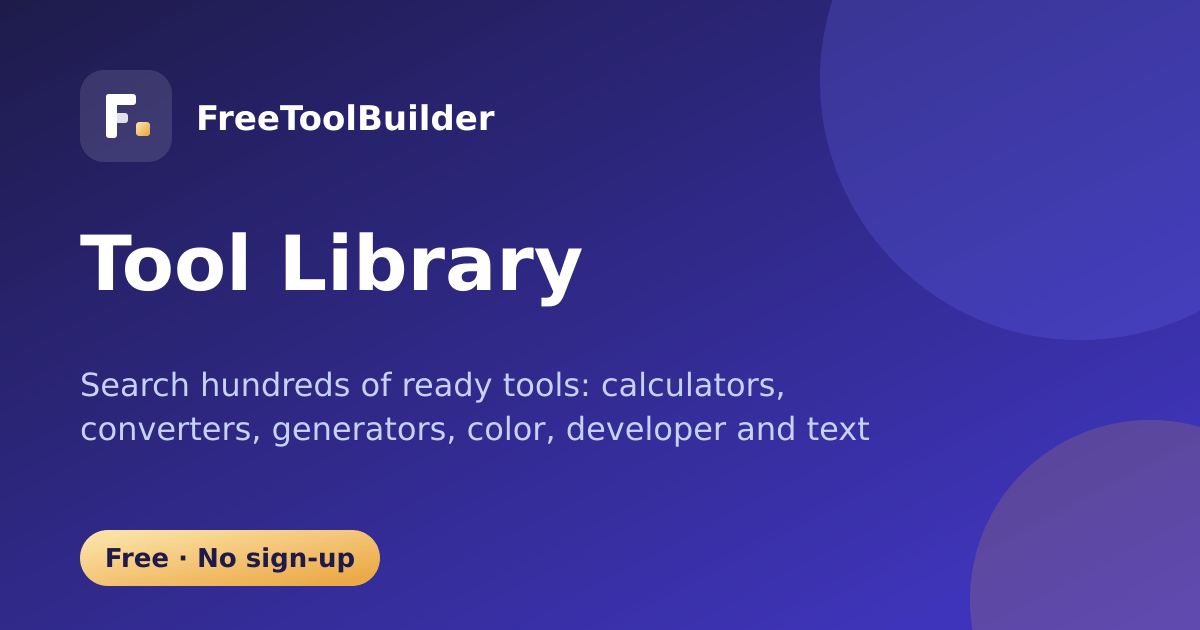 F.
FreeToolBuilder
Tool Library
Search hundreds of ready tools: calculators,
converters, generators, color, developer and text
Free · No sign-up